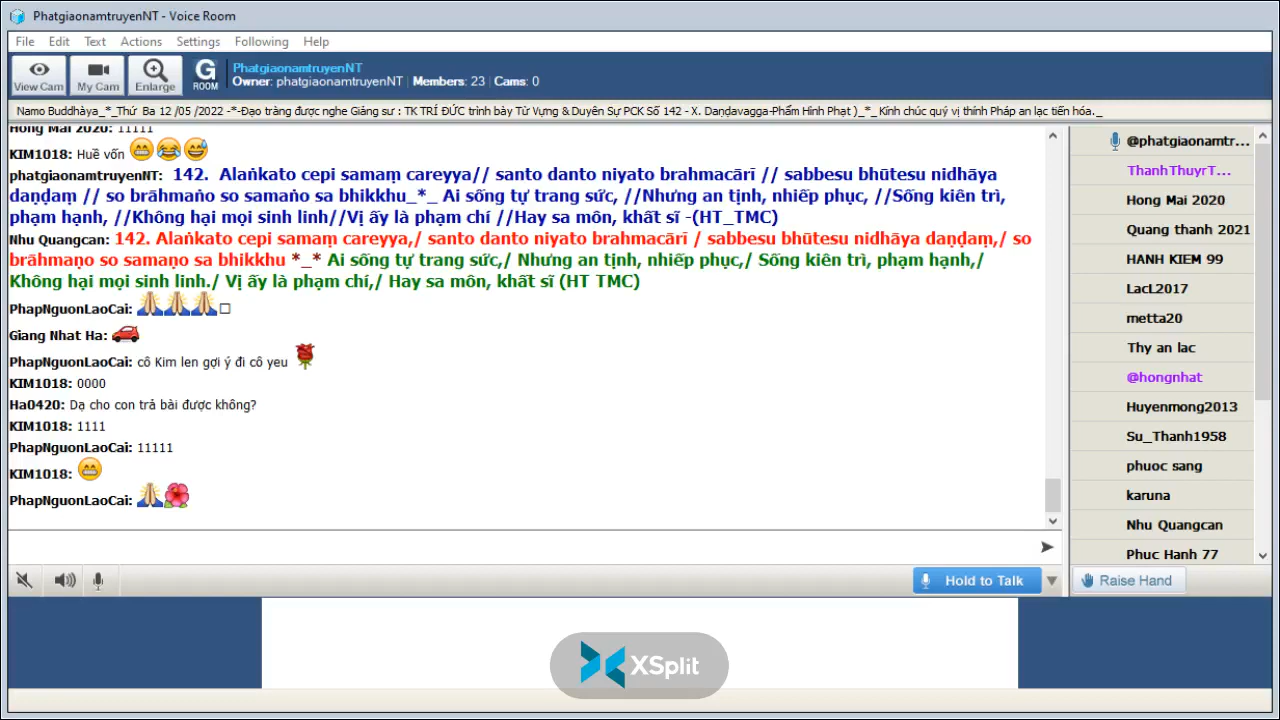 PhatgiaonamtruyenNT - Voice Room
File Edit Text Actions Settings Following Help
View Cam My Cam Enlarge G ROOM
PhatgiaonamtruyenNT
Owner: phatgiaonamtruyenNT | Members: 23 | Cams: 0
Namo Buddhàya_*_Thứ Ba 12 /05 /2022 -*-Đạo tràng được nghe Giảng sư : TK TRÍ ĐỨC trình bày Từ Vựng & Duyên Sự PCK Số 142 - X. Daṇḍavagga-Phẩm Hình Phạt )_*_ Kính chúc quý vị thính Pháp an lạc tiến hóa._
Hong Mai 2020: 11111
KIM1018: Huề vốn
phatgiaonamtruyenNT: 142. Alaṅkato cepi samaṃ careyya// santo danto niyato brahmacārī // sabbesu bhūtesu nidhāya
daṇḍaṃ // so brāhmaṅo so samaṅo sa bhikkhu_*_ Ai sống tự trang sức, //Nhưng an tịnh, nhiếp phục, //Sống kiên trì,
phạm hạnh, //Không hại mọi sinh linh//Vị ấy là phạm chí //Hay sa môn, khất sĩ -(HT_TMC)
Nhu Quangcan: 142. Alaṅkato cepi samaṃ careyya,/ santo danto niyato brahmacārī / sabbesu bhūtesu nidhāya daṇḍaṃ,/ so
brāhmaṇo so samaṇo sa bhikkhu *_* Ai sống tự trang sức,/ Nhưng an tịnh, nhiếp phục,/ Sống kiên trì, phạm hạnh,/
Không hại mọi sinh linh./ Vị ấy là phạm chí,/ Hay sa môn, khất sĩ (HT TMC)
PhapNguonLaoCai:
Giang Nhat Ha:
PhapNguonLaoCai: cô Kim len gợi ý đi cô yeu
KIM1018: 0000
Ha0420: Dạ cho con trả bài được không?
KIM1018: 1111
PhapNguonLaoCai: 11111
KIM1018:
PhapNguonLaoCai:
@phatgiaonamtr...
ThanhThuyrT...
Hong Mai 2020
Quang thanh 2021
HANH KIEM 99
LacL2017
metta20
Thy an lac
@hongnhat
Huyenmong2013
Su_Thanh1958
phuoc sang
karuna
Nhu Quangcan
Phuc Hanh 77
Hold to Talk
Raise Hand
XSplit